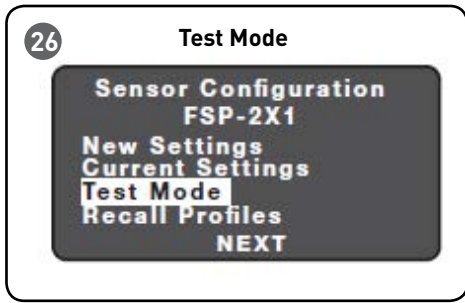 26
Test Mode
Sensor Configuration
FSP-2X1
New Settings
Current Settings
Test Mode
Recall Profiles
NEXT